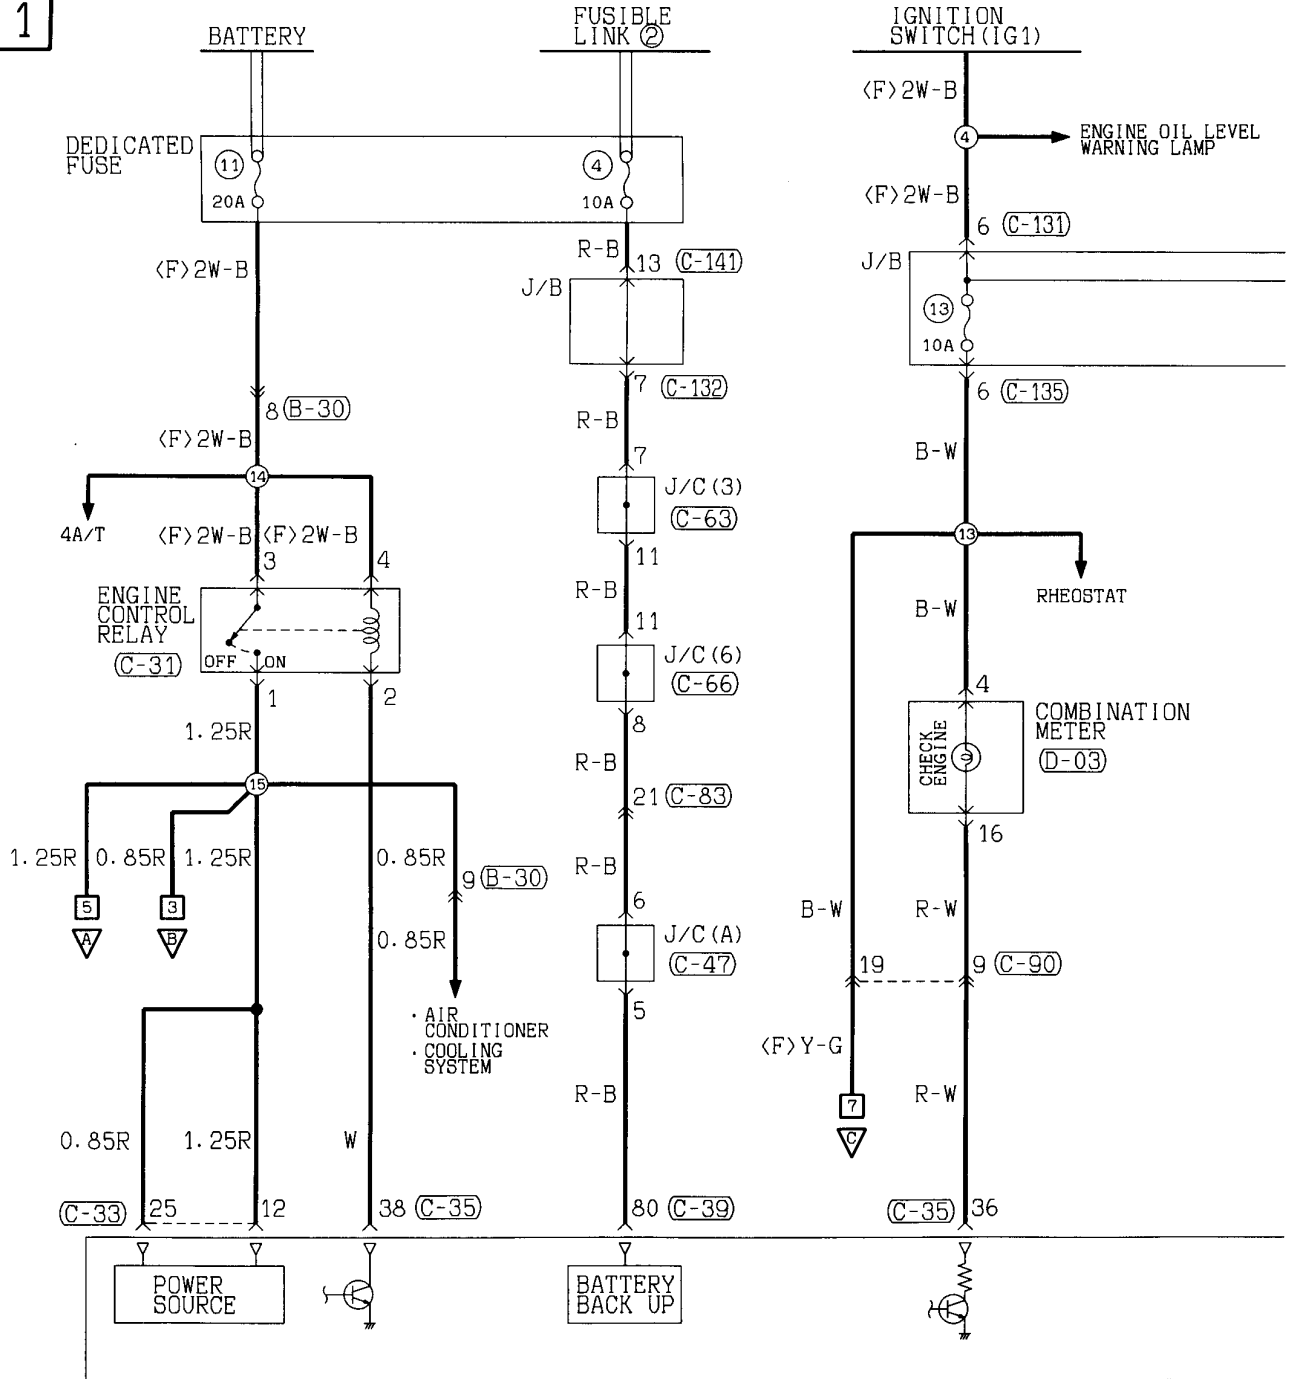 1
BATTERY
FUSIBLE
LINK ②
IGNITION
SWITCH(IG1)
<F>2W-B
4
ENGINE OIL LEVEL
WARNING LAMP
DEDICATED
FUSE
11
20A
4
10A
<F>2W-B
6 (C-131)
<F>2W-B
R-B
13 (C-141)
J/B
J/B
13
10A
7 (C-132)
6 (C-135)
8 (B-30)
R-B
<F>2W-B
B-W
7
14
J/C(3)
(C-63)
4A/T
<F>2W-B
<F>2W-B
13
3
4
11
R-B
RHEOSTAT
ENGINE
CONTROL
RELAY
(C-31)
OFF
ON
B-W
11
J/C(6)
(C-66)
4
1
2
8
CHECK
ENGINE
COMBINATION
METER
(D-03)
1.25R
R-B
15
21 (C-83)
16
1.25R
0.85R
1.25R
0.85R
R-B
9 (B-30)
5
3
6
B-W
R-W
A
B
0.85R
J/C(A)
(C-47)
19
9 (C-90)
5
· AIR
CONDITIONER
· COOLING
SYSTEM
<F>Y-G
R-B
R-W
7
C
0.85R
1.25R
W
(C-33)
25
12
38 (C-35)
80 (C-39)
(C-35)
36
POWER
SOURCE
BATTERY
BACK UP